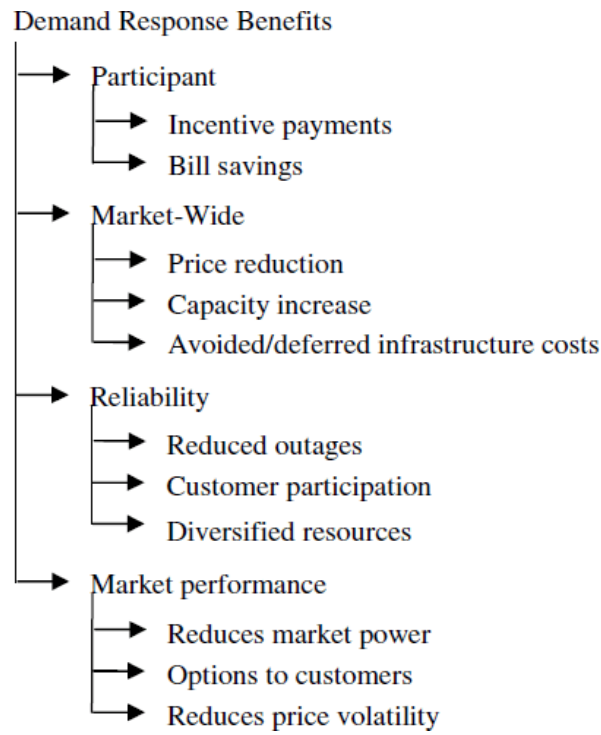 Demand Response Benefits
Participant
Incentive payments
Bill savings
Market-Wide
Price reduction
Capacity increase
Avoided/deferred infrastructure costs
Reliability
Reduced outages
Customer participation
Diversified resources
Market performance
Reduces market power
Options to customers
Reduces price volatility